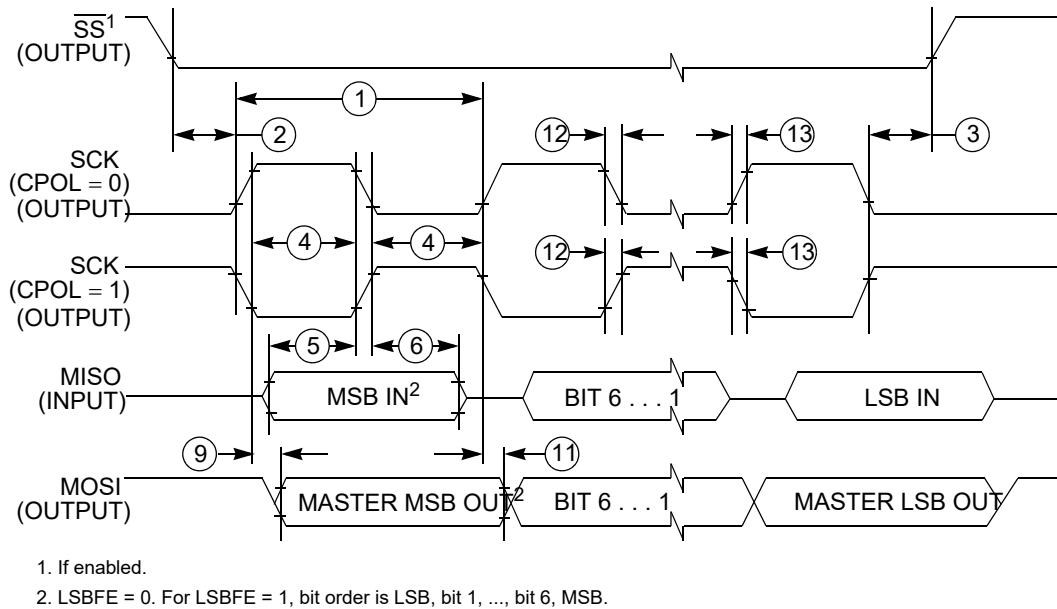 SS1
(OUTPUT)
1
2
12
13
3
SCK
(CPOL = 0)
(OUTPUT)
4
4
SCK
(CPOL = 1)
(OUTPUT)
12
13
5
6
MISO
(INPUT)
MSB IN2
BIT 6 . . . 1
LSB IN
9
11
MOSI
(OUTPUT)
MASTER MSB OUT2
BIT 6 . . . 1
MASTER LSB OUT
1. If enabled.
2. LSBFE = 0. For LSBFE = 1, bit order is LSB, bit 1, ..., bit 6, MSB.